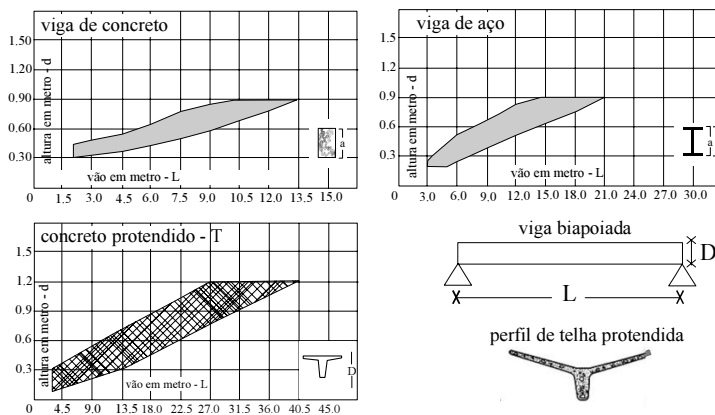 viga de concreto
altura em metro - d
1.50
1.20
0.90
0.60
0.30
a
vão em metro - L
0 1.5 3.0 4.5 6.0 7.5 9.0 10.5 12.0 13.5 15.0
viga de aço
altura em metro - d
1.5
1.2
0.9
0.6
0.3
a
vão em metro - L
3.0 6.0 9.0 12.0 15.0 18.0 21.0 24.0 27.0 30.0
concreto protendido - T
altura em metro - d
1.5
1.2
0.9
0.6
0.3
D
vão em metro - L
4.5 9.0 13.5 18.0 22.5 27.0 31.5 36.0 40.5 45.0
viga biapoiada
D
L
perfil de telha protendida